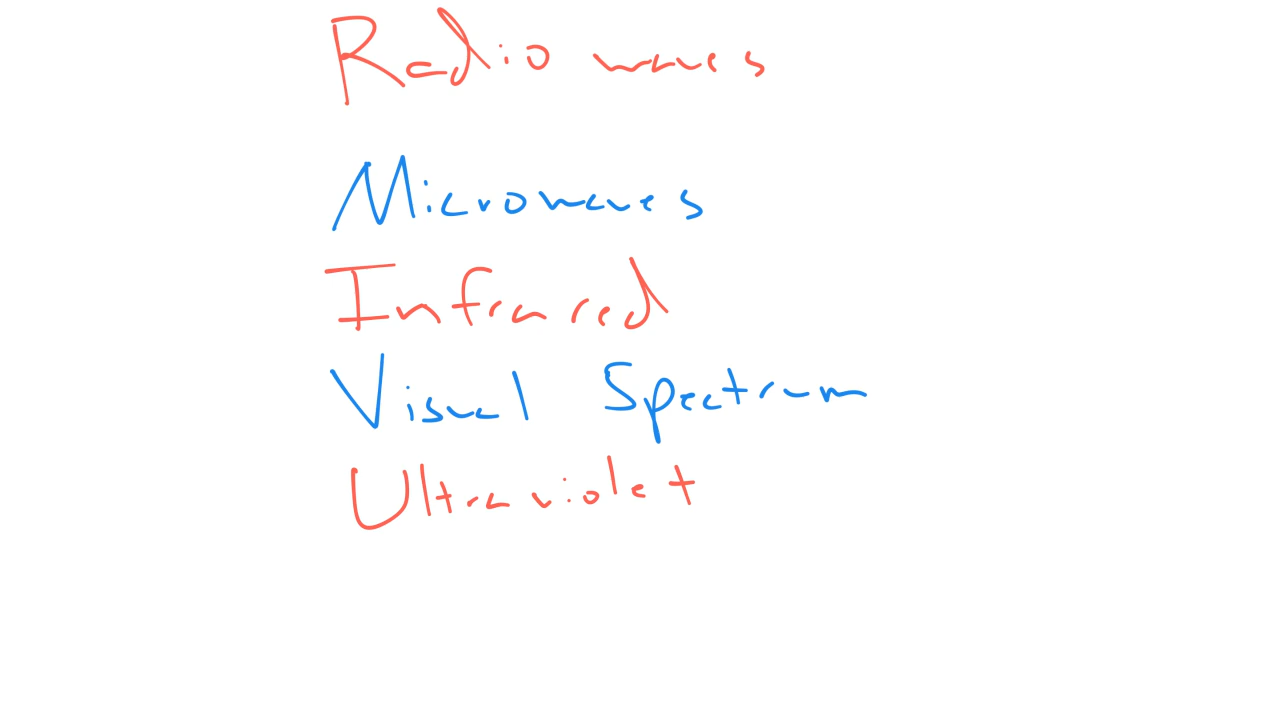 Radio waves
Microwaves
Infrared
Visual Spectrum
Ultraviolet